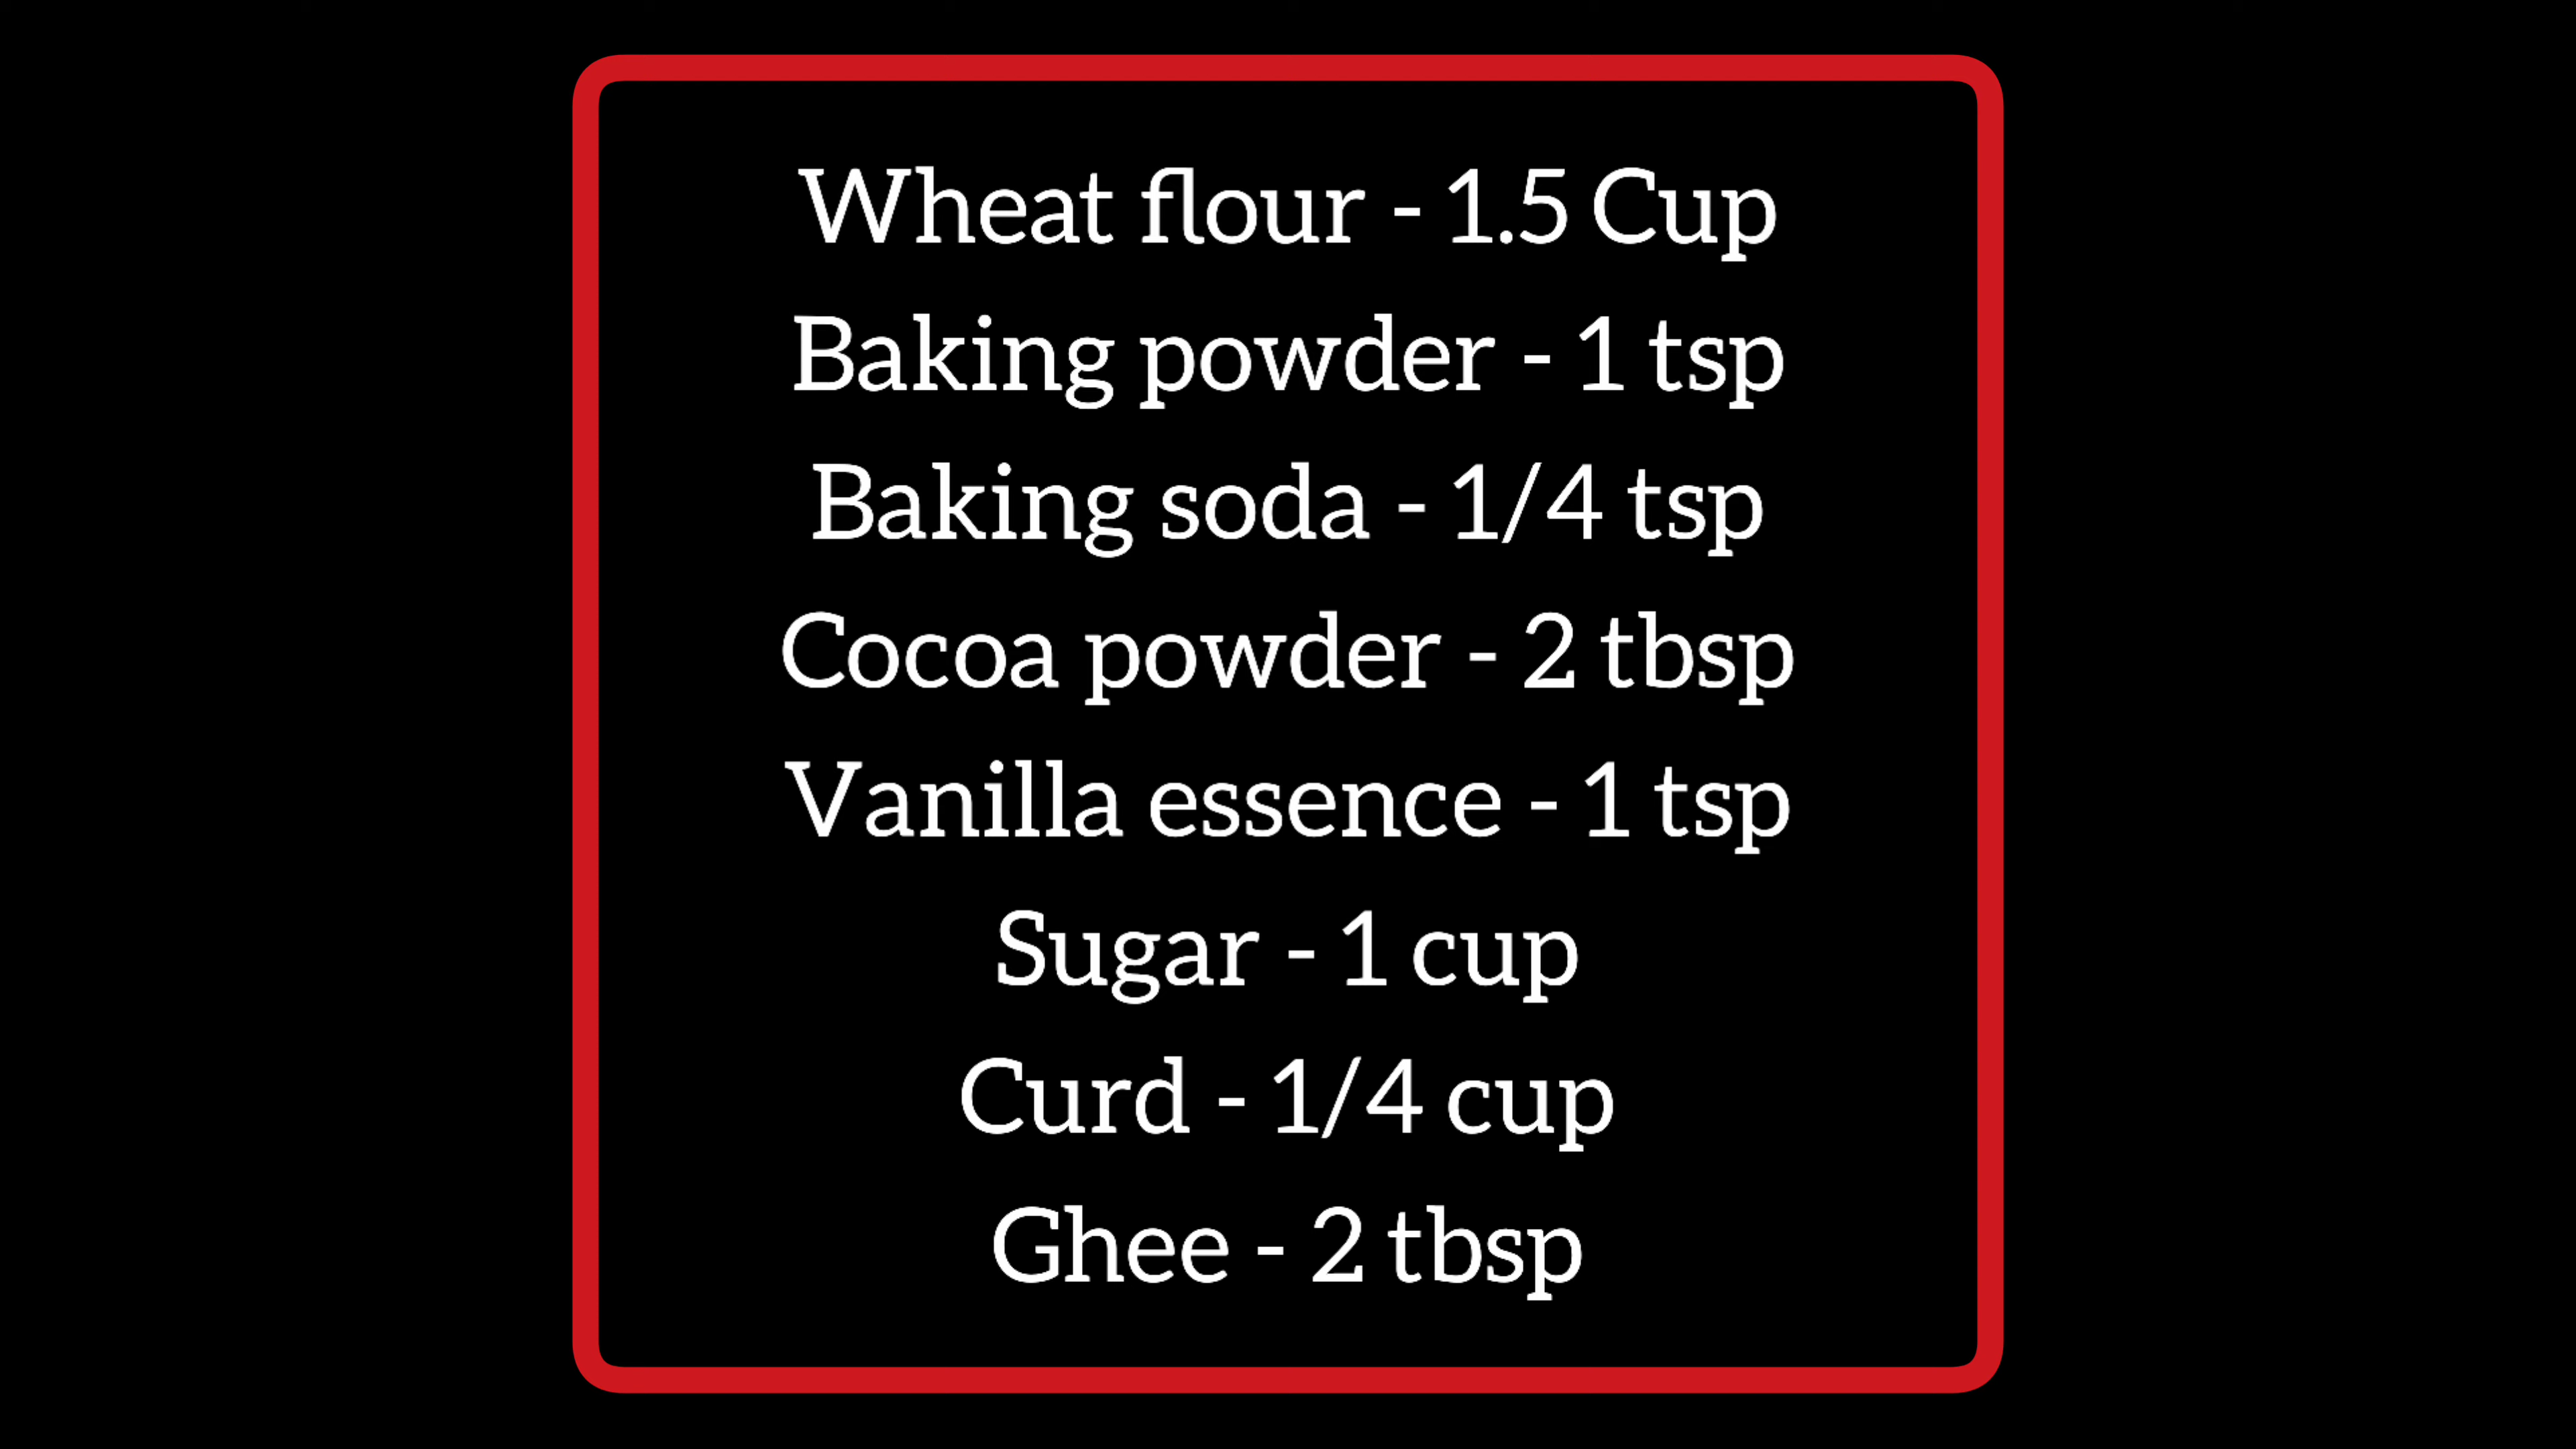 Wheat flour - 1.5 Cup
Baking powder - 1 tsp
Baking soda - 1/4 tsp
Cocoa powder - 2 tbsp
Vanilla essence - 1 tsp
Sugar - 1 cup
Curd - 1/4 cup
Ghee - 2 tbsp